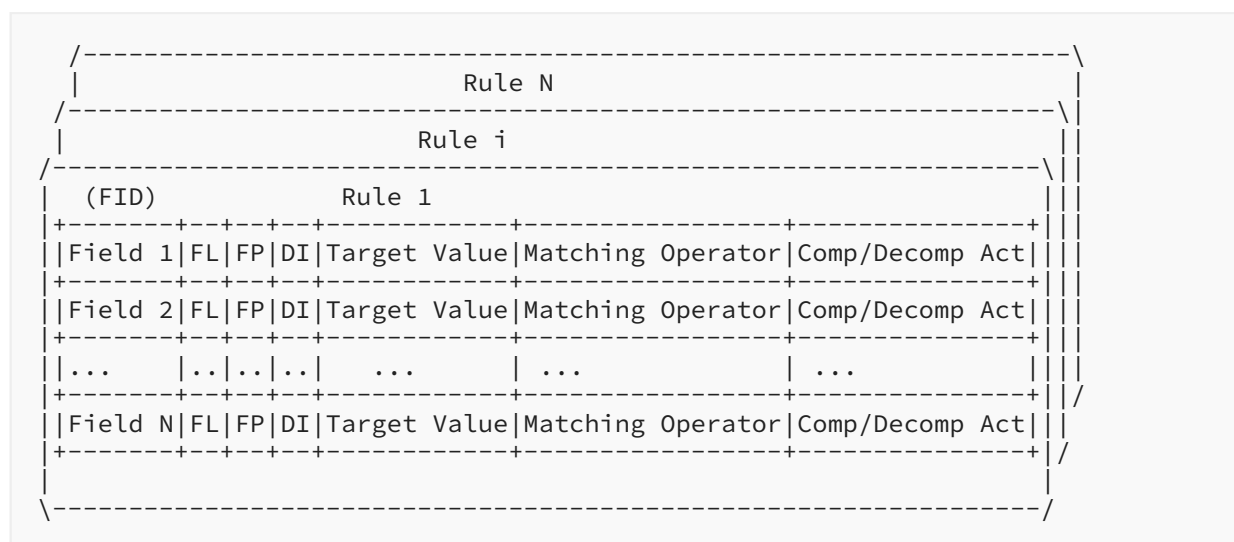 /-----------------------------------------------------------------\
|                         Rule N                                  |
/-----------------------------------------------------------------\|
|                       Rule i                                    ||
/-----------------------------------------------------------------\||
|  (FID)            Rule 1                                        |||
|+-------+--+--+--+------------+-----------------+---------------+|||
||Field 1|FL|FP|DI|Target Value|Matching Operator|Comp/Decomp Act||||
|+-------+--+--+--+------------+-----------------+---------------+|||
||Field 2|FL|FP|DI|Target Value|Matching Operator|Comp/Decomp Act||||
|+-------+--+--+--+------------+-----------------+---------------+|||
||...    |..|..|..|   ...      | ...             | ...           ||||
|+-------+--+--+--+------------+-----------------+---------------+||/
||Field N|FL|FP|DI|Target Value|Matching Operator|Comp/Decomp Act|||
|+-------+--+--+--+------------+-----------------+---------------+|/
|                                                                 |
\-----------------------------------------------------------------/